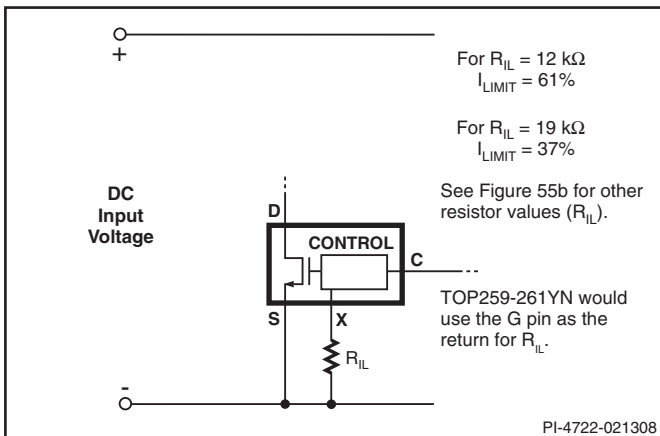 +
For R_IL = 12 kΩ
I_LIMIT = 61%
For R_IL = 19 kΩ
I_LIMIT = 37%
See Figure 55b for other
resistor values (R_IL).
DC
Input
Voltage
D
CONTROL
C
S
X
TOP259-261YN would
use the G pin as the
return for R_IL.
R_IL
-
PI-4722-021308